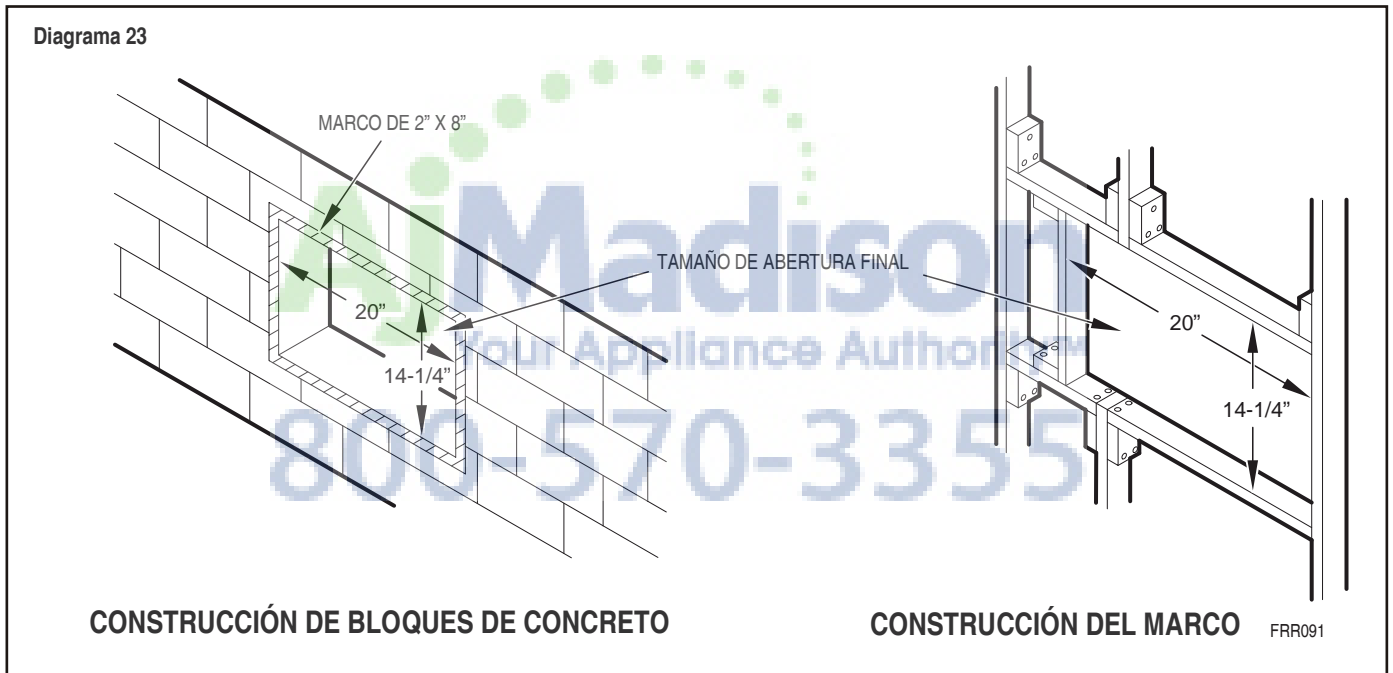 Diagrama 23
MARCO DE 2” X 8”
TAMAÑO DE ABERTURA FINAL
20”
14-1/4”
20”
14-1/4”
AjMadison
Your Appliance Authority™
800-570-3355
CONSTRUCCIÓN DE BLOQUES DE CONCRETO
CONSTRUCCIÓN DEL MARCO
FRR091